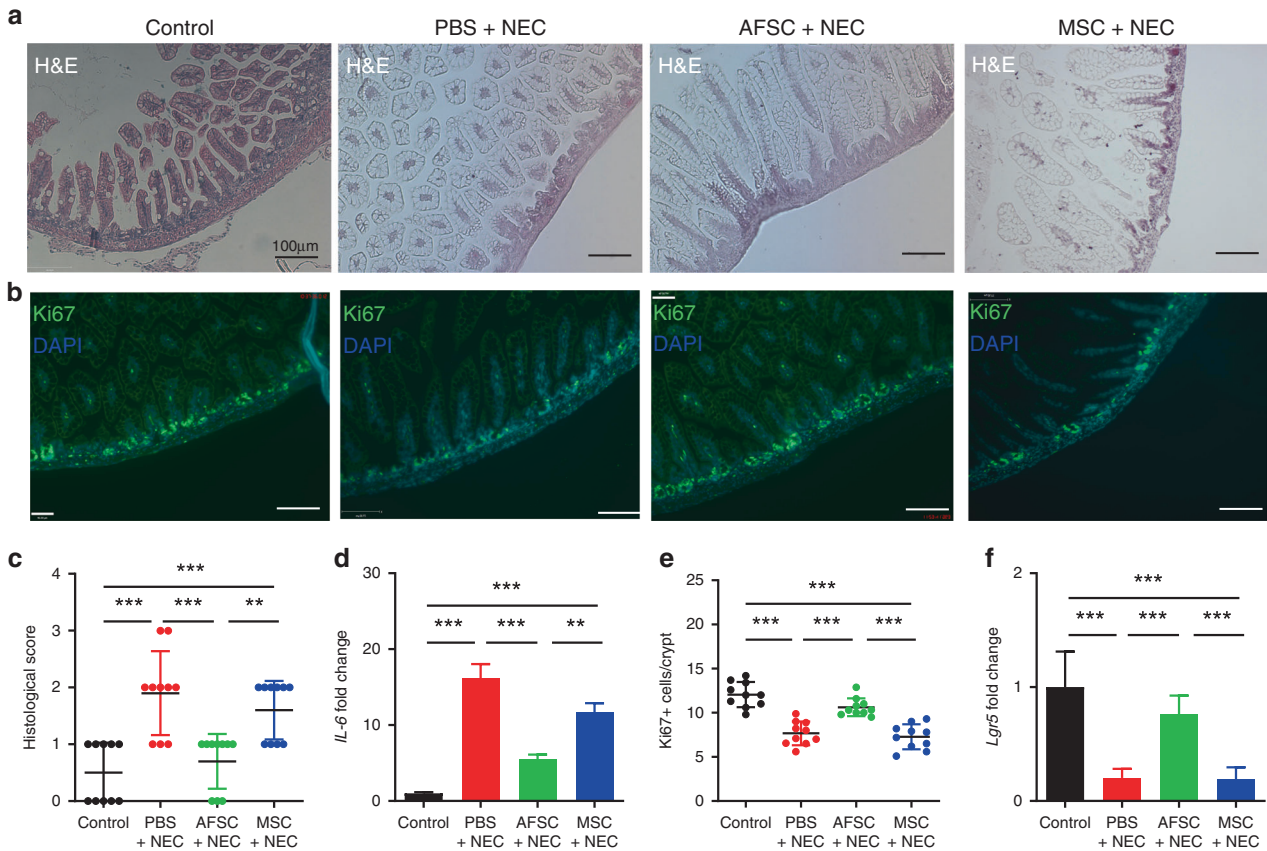 a
Control
PBS + NEC
AFSC + NEC
MSC + NEC
H&E
H&E
H&E
H&E
100μm
b
Ki67
DAPI
Ki67
DAPI
Ki67
DAPI
Ki67
DAPI
c
Histological score
4
3
2
1
0
***
*** *** **
Control
PBS + NEC
AFSC + NEC
MSC + NEC
d
IL-6 fold change
30
20
10
0
***
*** *** **
Control
PBS + NEC
AFSC + NEC
MSC + NEC
e
Ki67+ cells/crypt
25
20
15
10
5
0
***
*** *** ***
Control
PBS + NEC
AFSC + NEC
MSC + NEC
f
Lgr5 fold change
2
1
0
***
*** *** ***
Control
PBS + NEC
AFSC + NEC
MSC + NEC